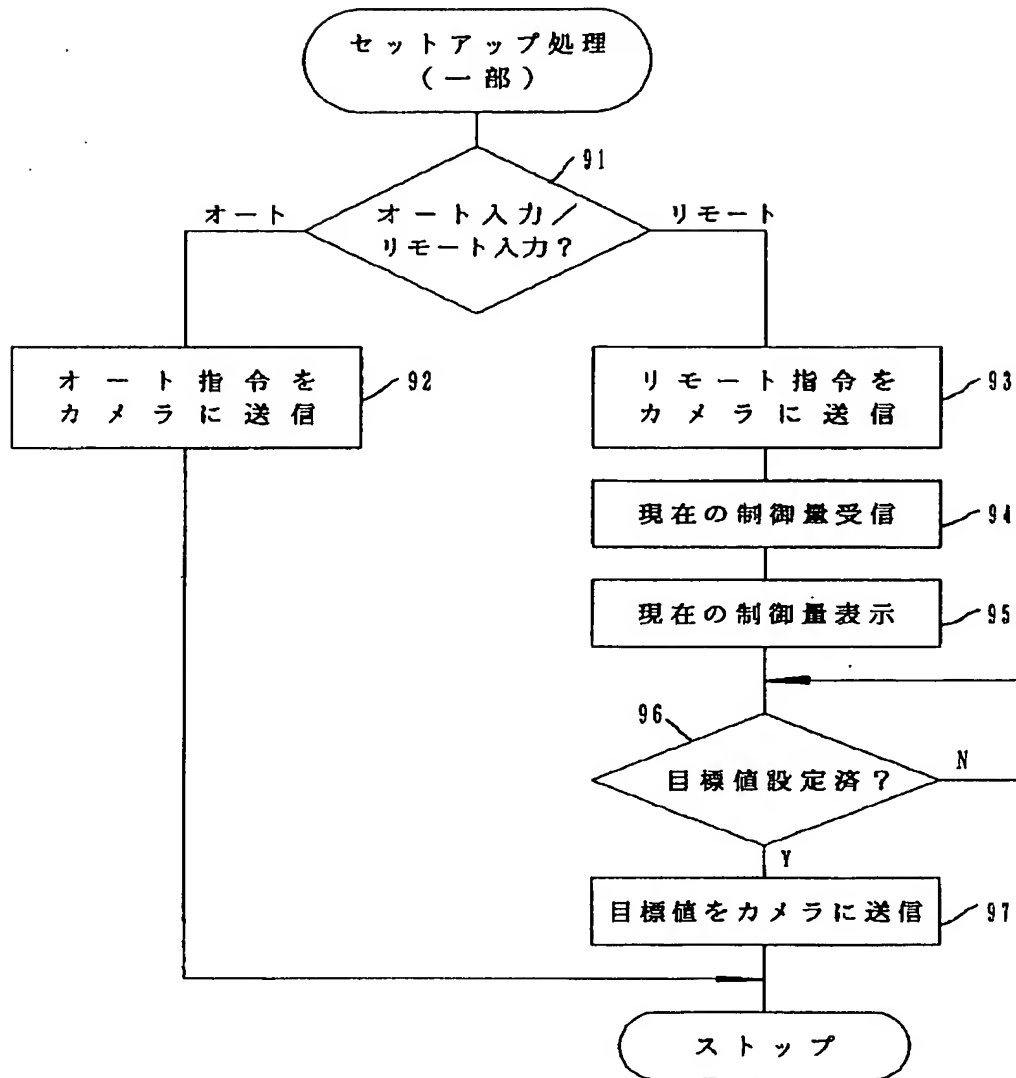 セットアップ処理
(一部)
91
オート
オート入力/
リモート入力?
リモート
オート指令を
カメラに送信
92
リモート指令を
カメラに送信
93
現在の制御量受信
94
現在の制御量表示
95
96
目標値設定済?
N
Y
目標値をカメラに送信
97
ストップ